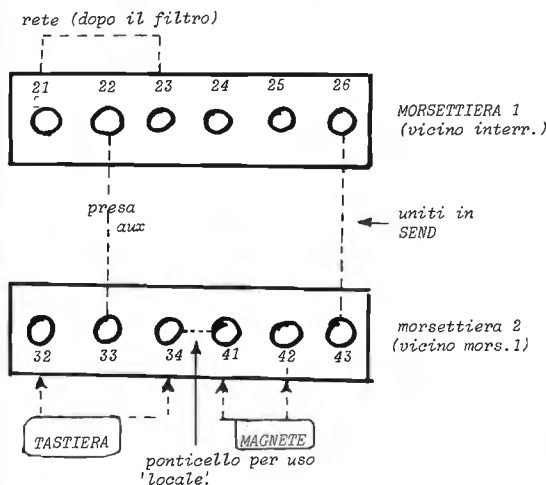 rete (dopo il filtro)
21 22 23 24 25 26
MORSETTIERA 1
(vicino interr.)
presa
aux
uniti in
SEND
morsettiera 2
(vicino mors.1)
32 33 34 41 42 43
TASTIERA
MAGNETE
ponticello per uso
'locale'.